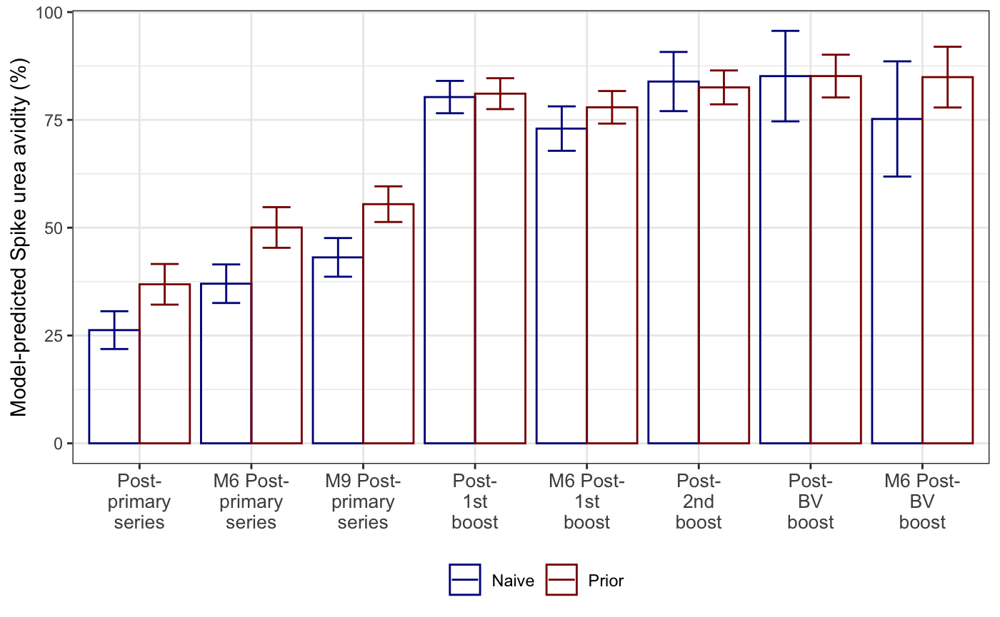 Model-predicted Spike urea avidity (%)
100
75
50
25
0
Post-
primary
series
M6 Post-
primary
series
M9 Post-
primary
series
Post-
1st
boost
M6 Post-
1st
boost
Post-
2nd
boost
Post-
BV
boost
M6 Post-
BV
boost
Naive
Prior